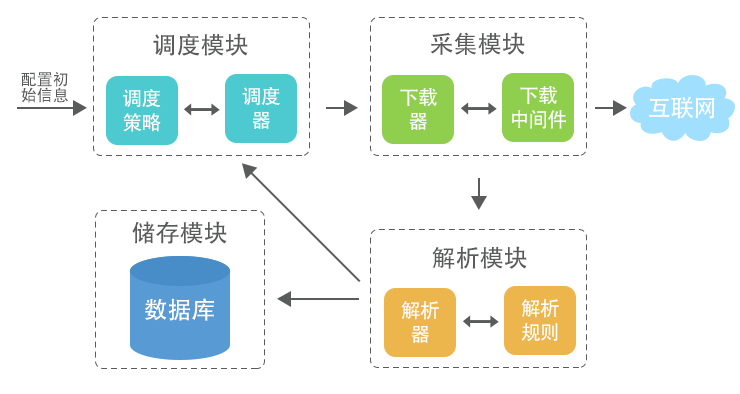 配置初
始信息
调度模块
调度
策略
调度
器
采集模块
下载
器
下载
中间件
互联网
储存模块
数据库
解析模块
解析
器
解析
规则